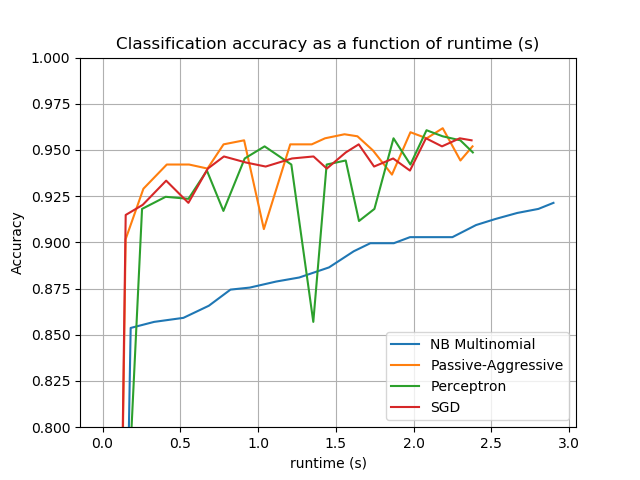 Classification accuracy as a function of runtime (s)
1.000
0.975
0.950
0.925
0.900
0.875
0.850
0.825
0.800
Accuracy
NB Multinomial
Passive-Aggressive
Perceptron
SGD
0.0 0.5 1.0 1.5 2.0 2.5 3.0
runtime (s)